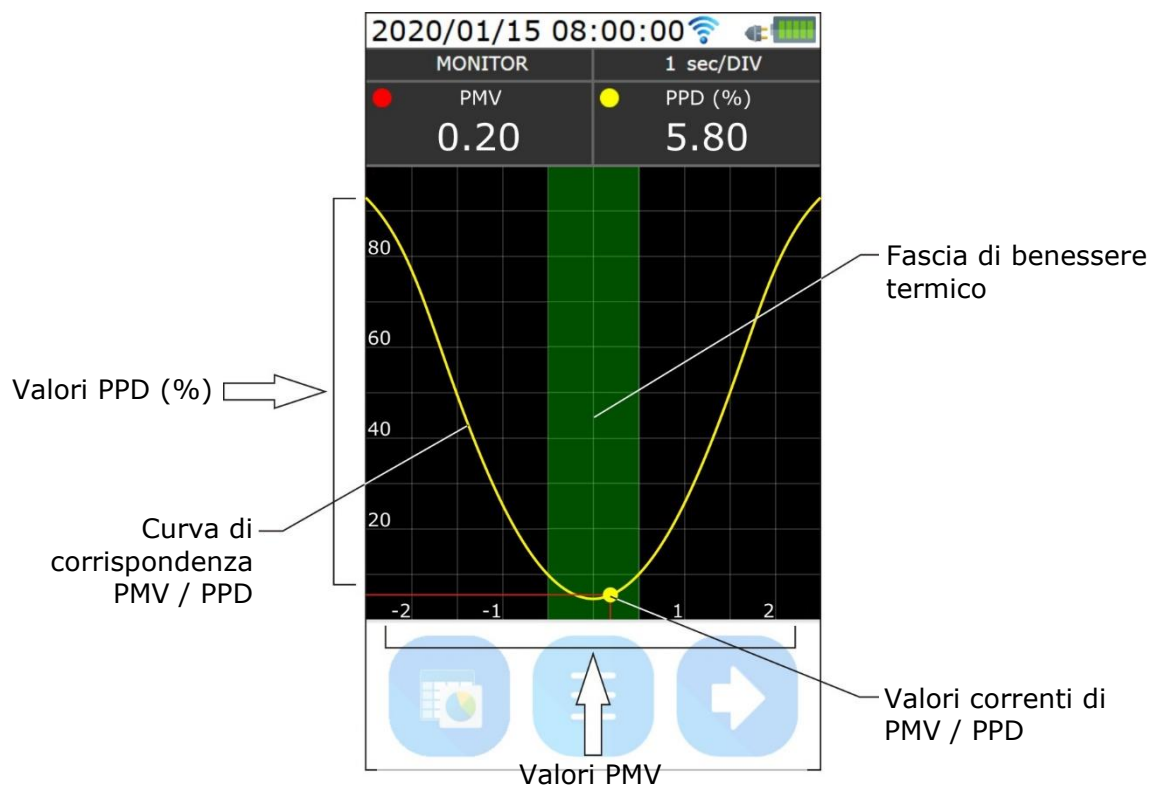 2020/01/15 08:00:00
MONITOR
1 sec/DIV
PMV
PPD (%)
0.20
5.80
80
60
40
20
-2
-1
1
2
Fascia di benessere
termico
Valori PPD (%)
Curva di
corrispondenza
PMV / PPD
Valori correnti di
PMV / PPD
Valori PMV